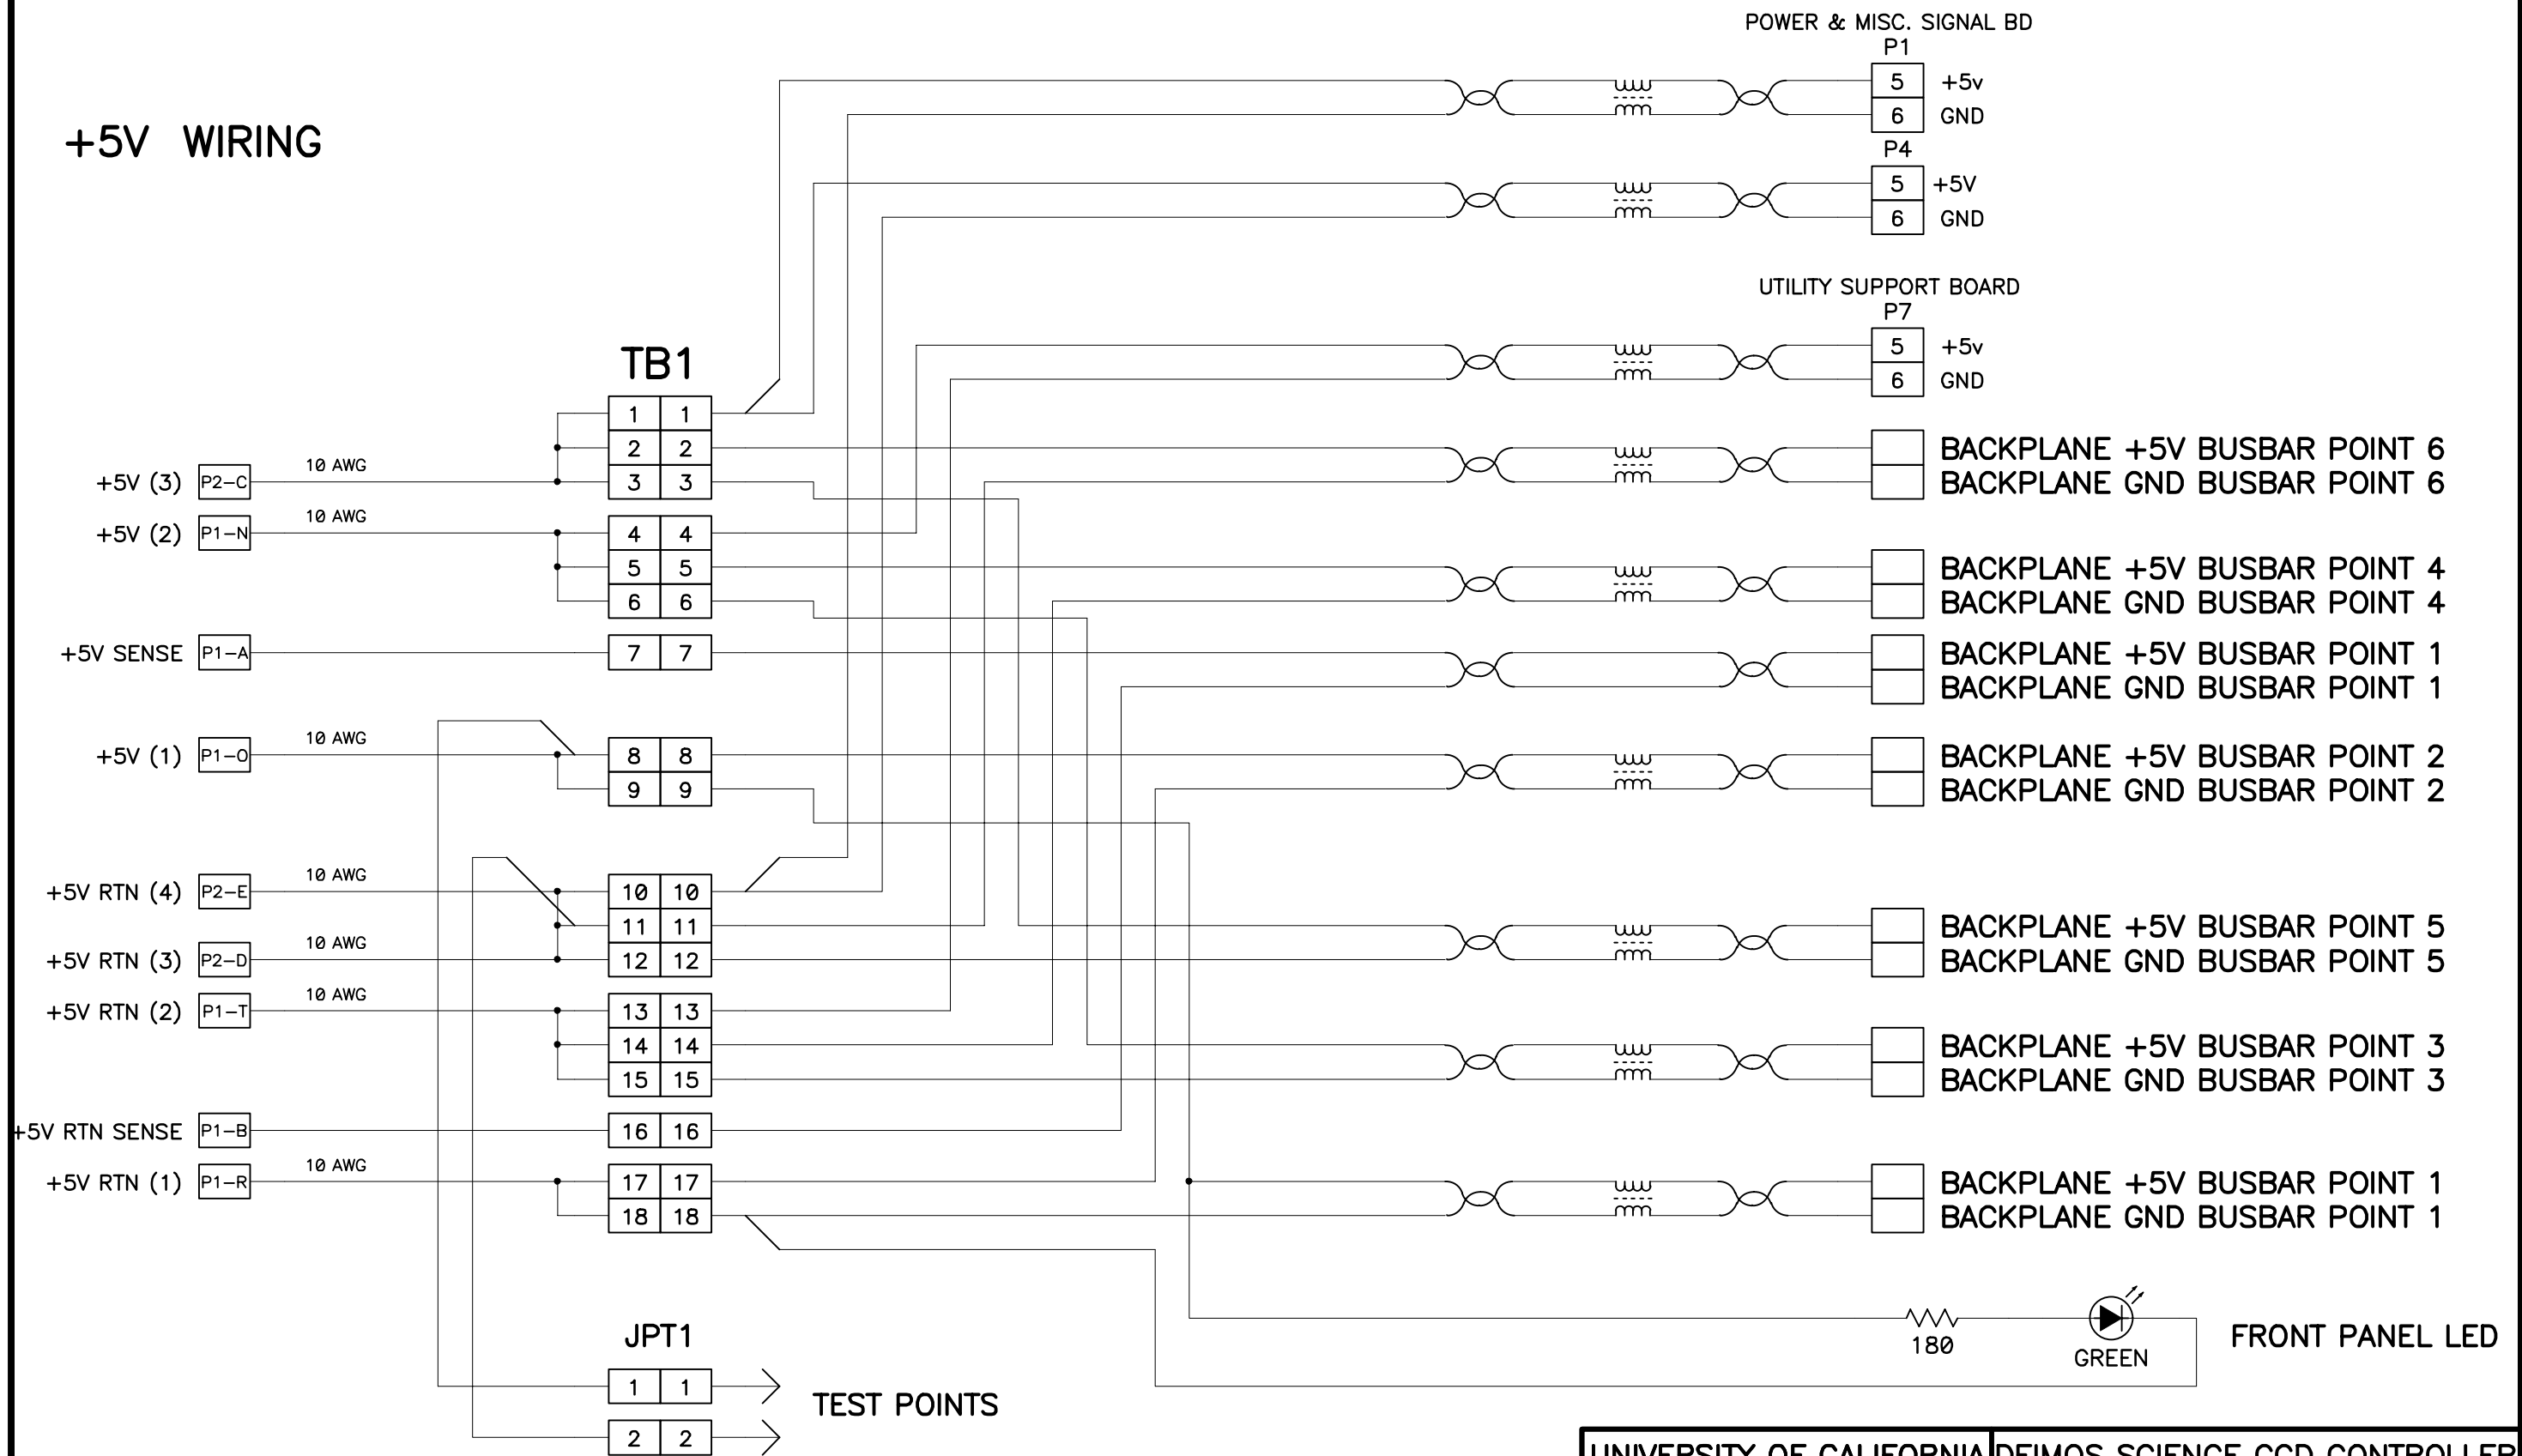 POWER & MISC. SIGNAL BD
P1
5 +5v
6 GND
+5V WIRING
P4
5 +5V
6 GND
UTILITY SUPPORT BOARD
P7
5 +5v
6 GND
TB1
1 1
2 2 BACKPLANE +5V BUSBAR POINT 6
10 AWG
+5V (3) P2-C 3 3 BACKPLANE GND BUSBAR POINT 6
10 AWG
+5V (2) P1-N 4 4
5 5 BACKPLANE +5V BUSBAR POINT 4
6 6 BACKPLANE GND BUSBAR POINT 4
+5V SENSE P1-A 7 7 BACKPLANE +5V BUSBAR POINT 1
BACKPLANE GND BUSBAR POINT 1
10 AWG
+5V (1) P1-O 8 8 BACKPLANE +5V BUSBAR POINT 2
9 9 BACKPLANE GND BUSBAR POINT 2
10 AWG
+5V RTN (4) P2-E 10 10
11 11 BACKPLANE +5V BUSBAR POINT 5
10 AWG
+5V RTN (3) P2-D 12 12 BACKPLANE GND BUSBAR POINT 5
10 AWG
+5V RTN (2) P1-T 13 13
14 14 BACKPLANE +5V BUSBAR POINT 3
15 15 BACKPLANE GND BUSBAR POINT 3
+5V RTN SENSE P1-B 16 16
10 AWG
+5V RTN (1) P1-R 17 17 BACKPLANE +5V BUSBAR POINT 1
18 18 BACKPLANE GND BUSBAR POINT 1
JPT1
180
GREEN
FRONT PANEL LED
1 1
TEST POINTS
2 2
UNIVERSITY OF CALIFORNIA DEIMOS SCIENCE CCD CONTROLLER